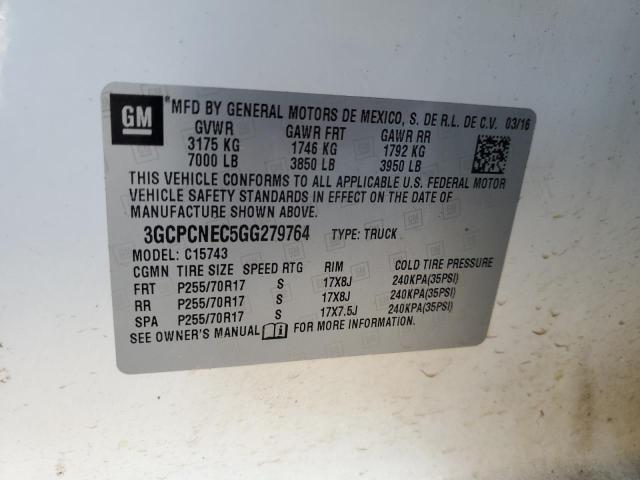 GM
*MFD BY GENERAL MOTORS DE MEXICO, S. DE R.L. DE C.V. 03/16
GVWR GAWR FRT GAWR RR
3175 KG 1746 KG 1792 KG
7000 LB 3850 LB 3950 LB
THIS VEHICLE CONFORMS TO ALL APPLICABLE U.S. FEDERAL MOTOR
VEHICLE SAFETY STANDARDS IN EFFECT ON THE DATE OF
MANUFACTURE SHOWN ABOVE.
3GCPCNEC5GG279764 TYPE: TRUCK
MODEL: C15743
CGMN TIRE SIZE SPEED RTG RIM COLD TIRE PRESSURE
FRT P255/70R17 S 17X8J 240KPA(35PSI)
RR P255/70R17 S 17X8J 240KPA(35PSI)
SPA P255/70R17 S 17X7.5J 240KPA(35PSI)
SEE OWNER'S MANUAL FOR MORE INFORMATION.